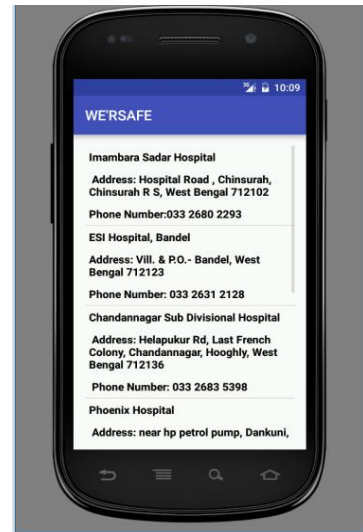 3G 10:09
WE'RSAFE
Imambara Sadar Hospital
Address: Hospital Road , Chinsurah,
Chinsurah R S, West Bengal 712102
Phone Number:033 2680 2293
ESI Hospital, Bandel
Address: Vill. & P.O.- Bandel, West
Bengal 712123
Phone Number: 033 2631 2128
Chandannagar Sub Divisional Hospital
Address: Helapukur Rd, Last French
Colony, Chandannagar, Hooghly, West
Bengal 712136
Phone Number: 033 2683 5398
Phoenix Hospital
Address: near hp petrol pump, Dankuni,